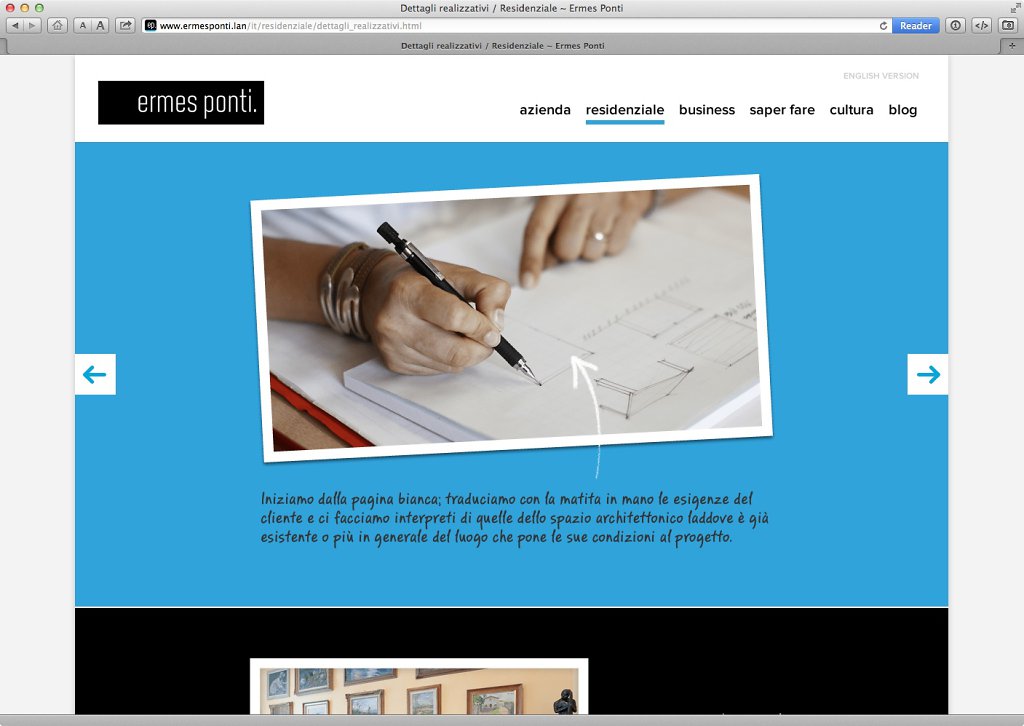 Dettagli realizzativi / Residenziale ~ Ermes Ponti
A A
ep. www.ermesponti.lan/it/residenziale/dettagli_realizzativi.html
Reader
Dettagli realizzativi / Residenziale ~ Ermes Ponti
ENGLISH VERSION
ermes ponti.
azienda residenziale business saper fare cultura blog
Iniziamo dalla pagina bianca; traduciamo con la matita in mano le esigenze del
cliente e ci facciamo interpreti di quelle dello spazio architettonico laddove è già
esistente o più in generale del luogo che pone le sue condizioni al progetto.